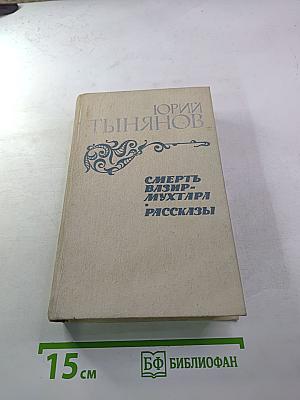 ЮРИЙ
ТЫНЯНОВ
СМЕРТЬ
ВАЗИР-
МУХТАРА
•
РАССКАЗЫ
15 см
БФ БИБЛИОФАН